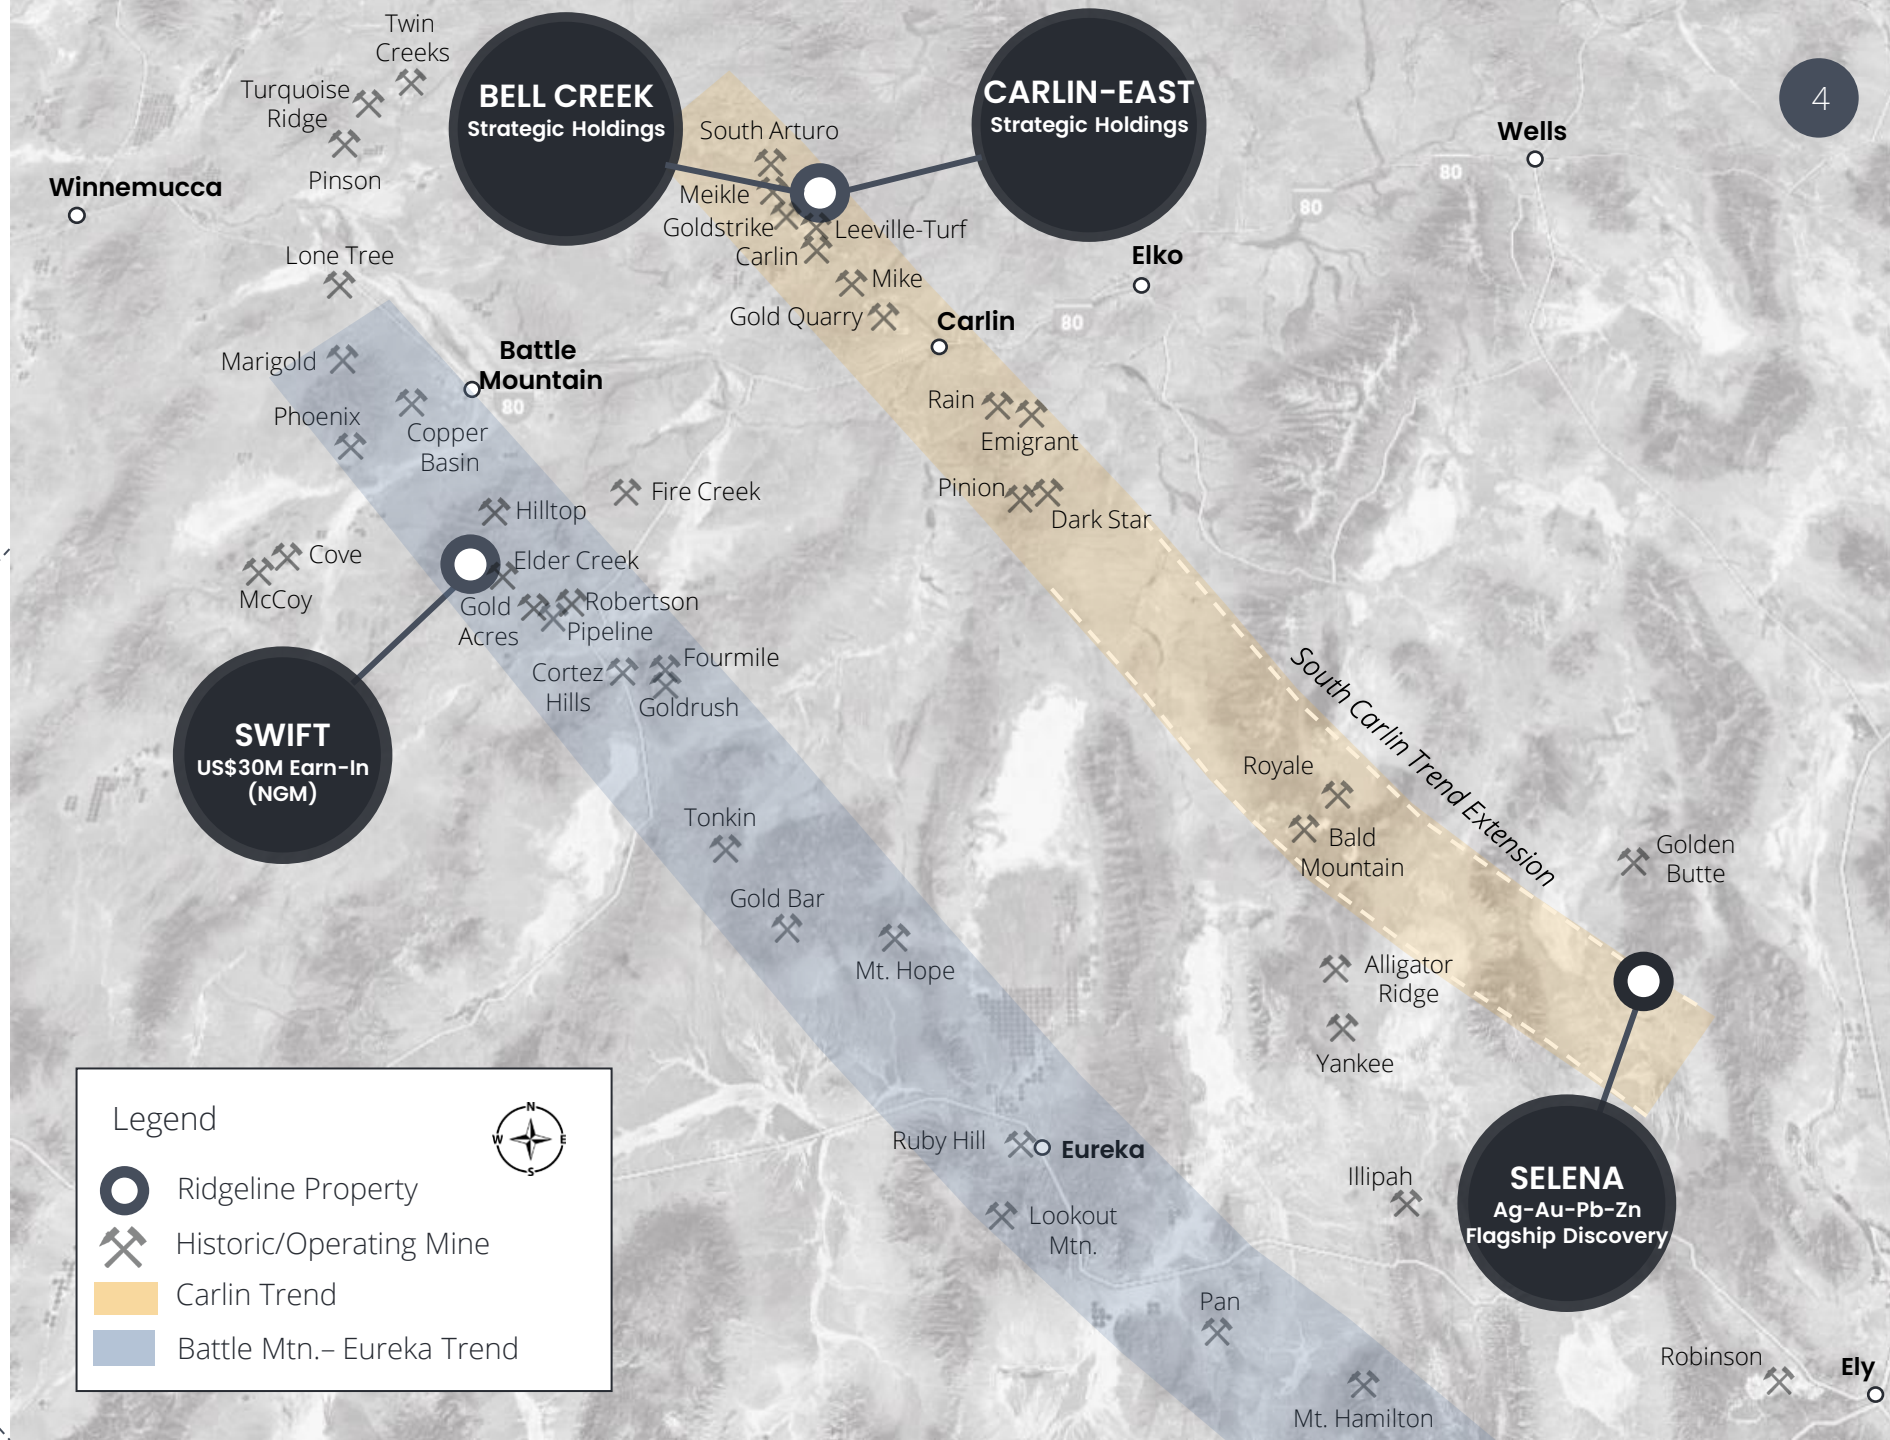 Twin
Creeks
Turquoise
Ridge
Pinson
Winnemucca
Lone Tree
BELL CREEK
Strategic Holdings
CARLIN-EAST
Strategic Holdings
4
South Arturo
Meikle
Goldstrike
Leeville-Turf
Carlin
Mike
Gold Quarry
Carlin
Elko
Wells
80
80
80
80
Marigold
Battle
Mountain
Phoenix
Copper
Basin
Rain
Emigrant
Pinion
Dark Star
Fire Creek
Hilltop
Cove
McCoy
Elder Creek
Gold
Acres
Robertson
Pipeline
Cortez
Hills
Fourmile
Goldrush
SWIFT
US$30M Earn-In
(NGM)
South Carlin Trend Extension
Royale
Bald
Mountain
Golden
Butte
Tonkin
Gold Bar
Mt. Hope
Alligator
Ridge
Yankee
Ruby Hill
Eureka
Lookout
Mtn.
Illipah
SELENA
Ag-Au-Pb-Zn
Flagship Discovery
Pan
Mt. Hamilton
Robinson
Ely
Legend
N
W
E
S
Ridgeline Property
Historic/Operating Mine
Carlin Trend
Battle Mtn.– Eureka Trend